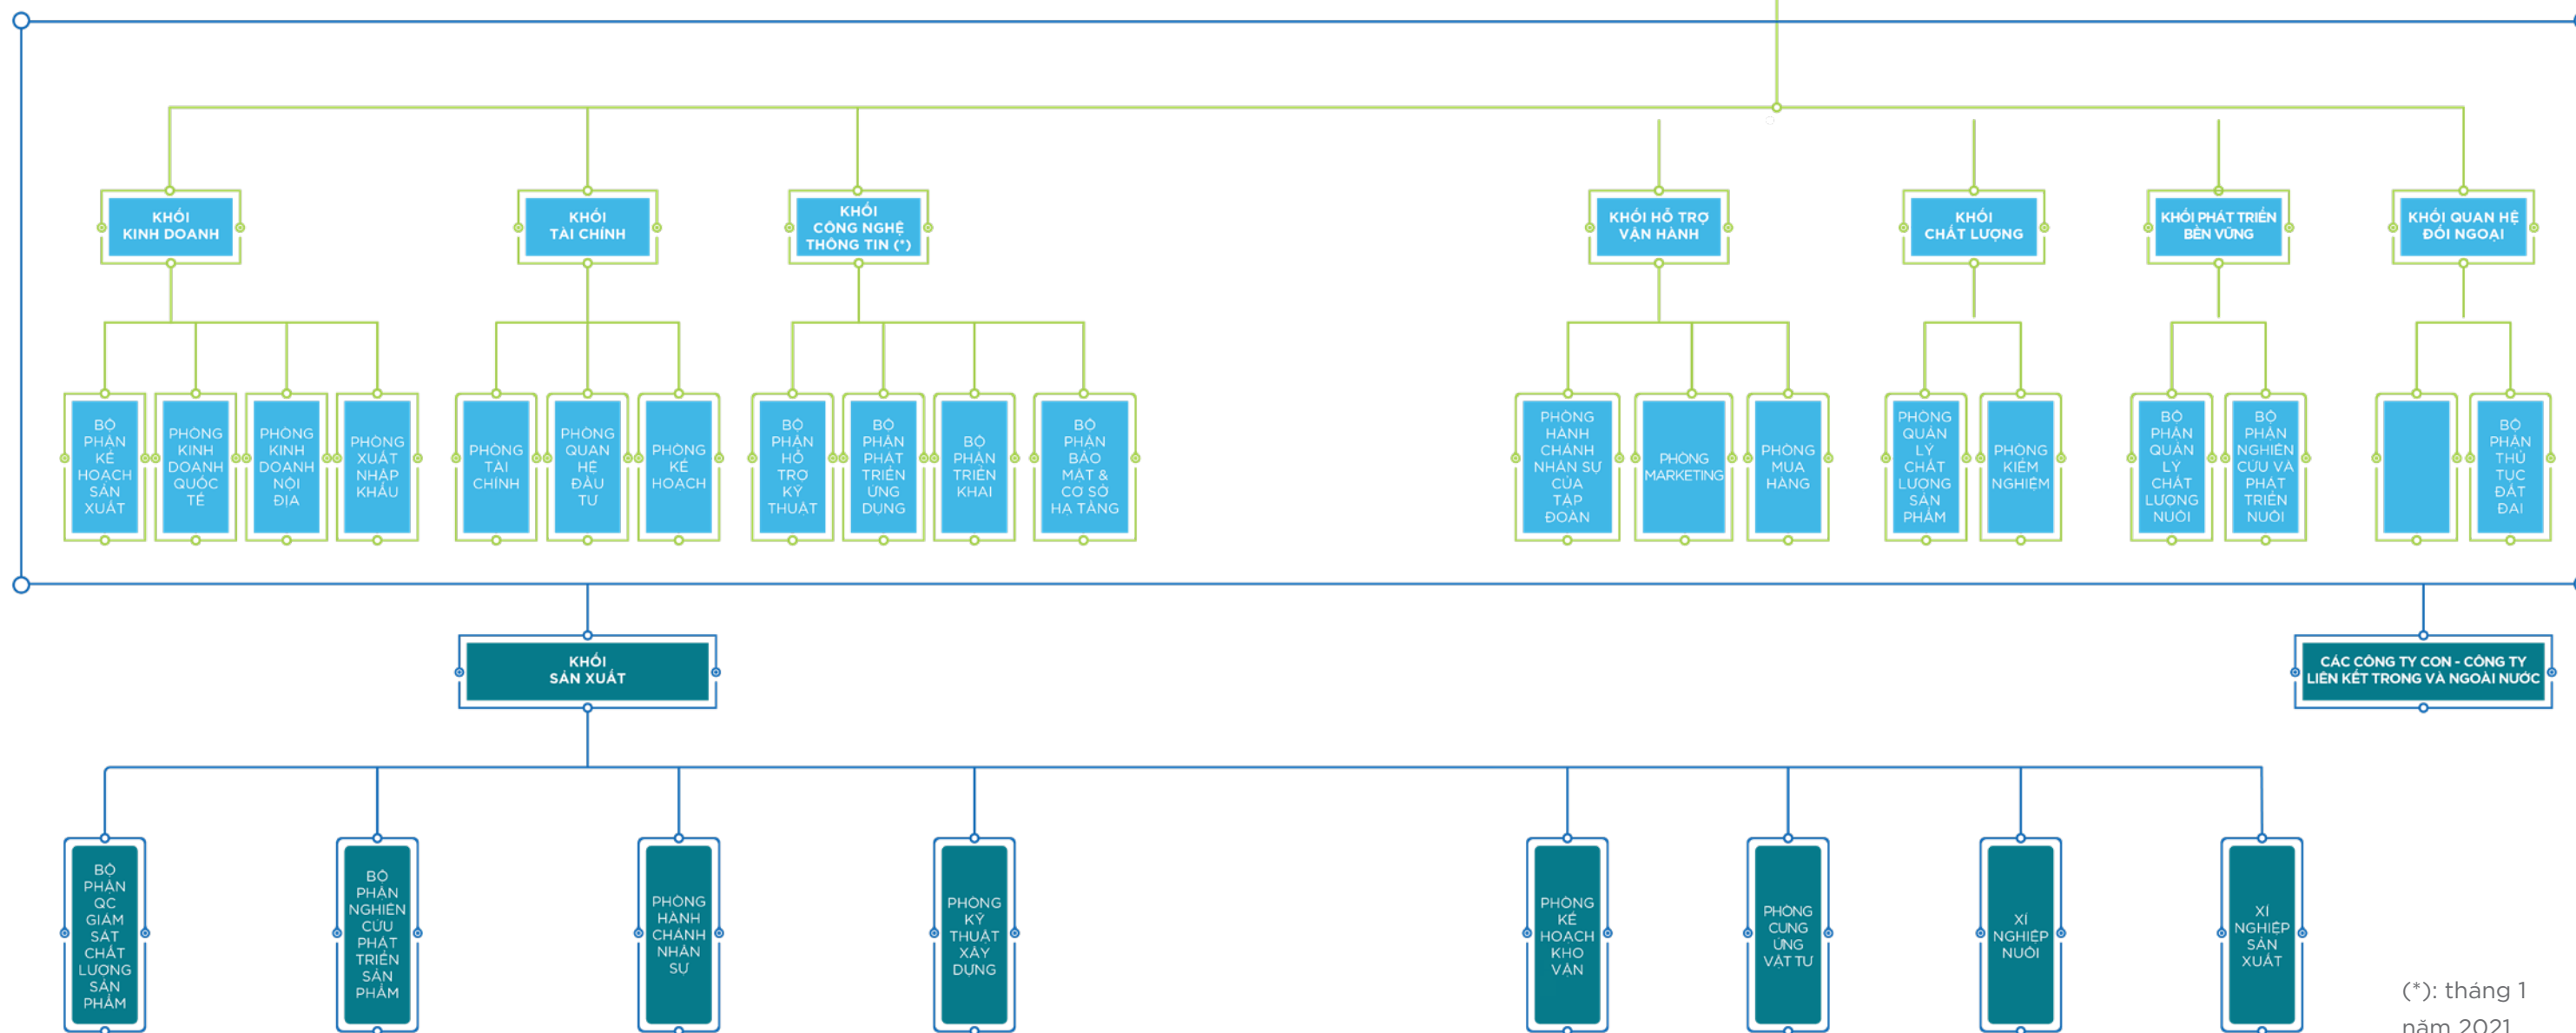 KHỐI
KINH DOANH
KHỐI
TÀI CHÍNH
KHỐI
CÔNG NGHỆ
THÔNG TIN (*)
KHỐI HỖ TRỢ
VẬN HÀNH
KHỐI
CHẤT LƯỢNG
KHỐI PHÁT TRIỂN
BỀN VỮNG
KHỐI QUAN HỆ
ĐỐI NGOẠI
BỘ
PHẬN
KẾ
HOẠCH
SẢN
XUẤT
PHÒNG
KINH
DOANH
QUỐC
TẾ
PHÒNG
KINH
DOANH
NỘI
ĐỊA
PHÒNG
XUẤT
NHẬP
KHẨU
PHÒNG
TÀI
CHÍNH
PHÒNG
QUAN
HỆ
ĐẦU
TƯ
PHÒNG
KẾ
HOẠCH
BỘ
PHẬN
HỖ
TRỢ
KỸ
THUẬT
BỘ
PHẬN
PHÁT
TRIỂN
ỨNG
DỤNG
BỘ
PHẬN
TRIỂN
KHAI
BỘ
PHẬN
BẢO
MẬT &
CƠ SỞ
HẠ TẦNG
PHÒNG
HÀNH
CHÁNH
NHÂN SỰ
CỦA
TẬP
ĐOÀN
PHÒNG
MARKETING
PHÒNG
MUA
HÀNG
PHÒNG
QUẢN
LÝ
CHẤT
LƯỢNG
SẢN
PHẨM
PHÒNG
KIỂM
NGHIỆM
BỘ
PHẬN
QUẢN
LÝ
CHẤT
LƯỢNG
NUÔI
BỘ
PHẬN
NGHIÊN
CỨU VÀ
PHÁT
TRIỂN
NUÔI
BỘ
PHẬN
THỦ
TỤC
ĐẤT
ĐAI
KHỐI
SẢN XUẤT
CÁC CÔNG TY CON - CÔNG TY
LIÊN KẾT TRONG VÀ NGOÀI NƯỚC
BỘ
PHẬN
QC
GIÁM
SÁT
CHẤT
LƯỢNG
SẢN
PHẨM
BỘ
PHẬN
NGHIÊN
CỨU
PHÁT
TRIỂN
SẢN
PHẨM
PHÒNG
HÀNH
CHÁNH
NHÂN
SỰ
PHÒNG
KỸ
THUẬT
XÂY
DỰNG
PHÒNG
KẾ
HOẠCH
KHO
VẬN
PHÒNG
CUNG
ỨNG
VẬT TƯ
XÍ
NGHIỆP
NUÔI
XÍ
NGHIỆP
SẢN
XUẤT
(*): tháng 1
năm 2021